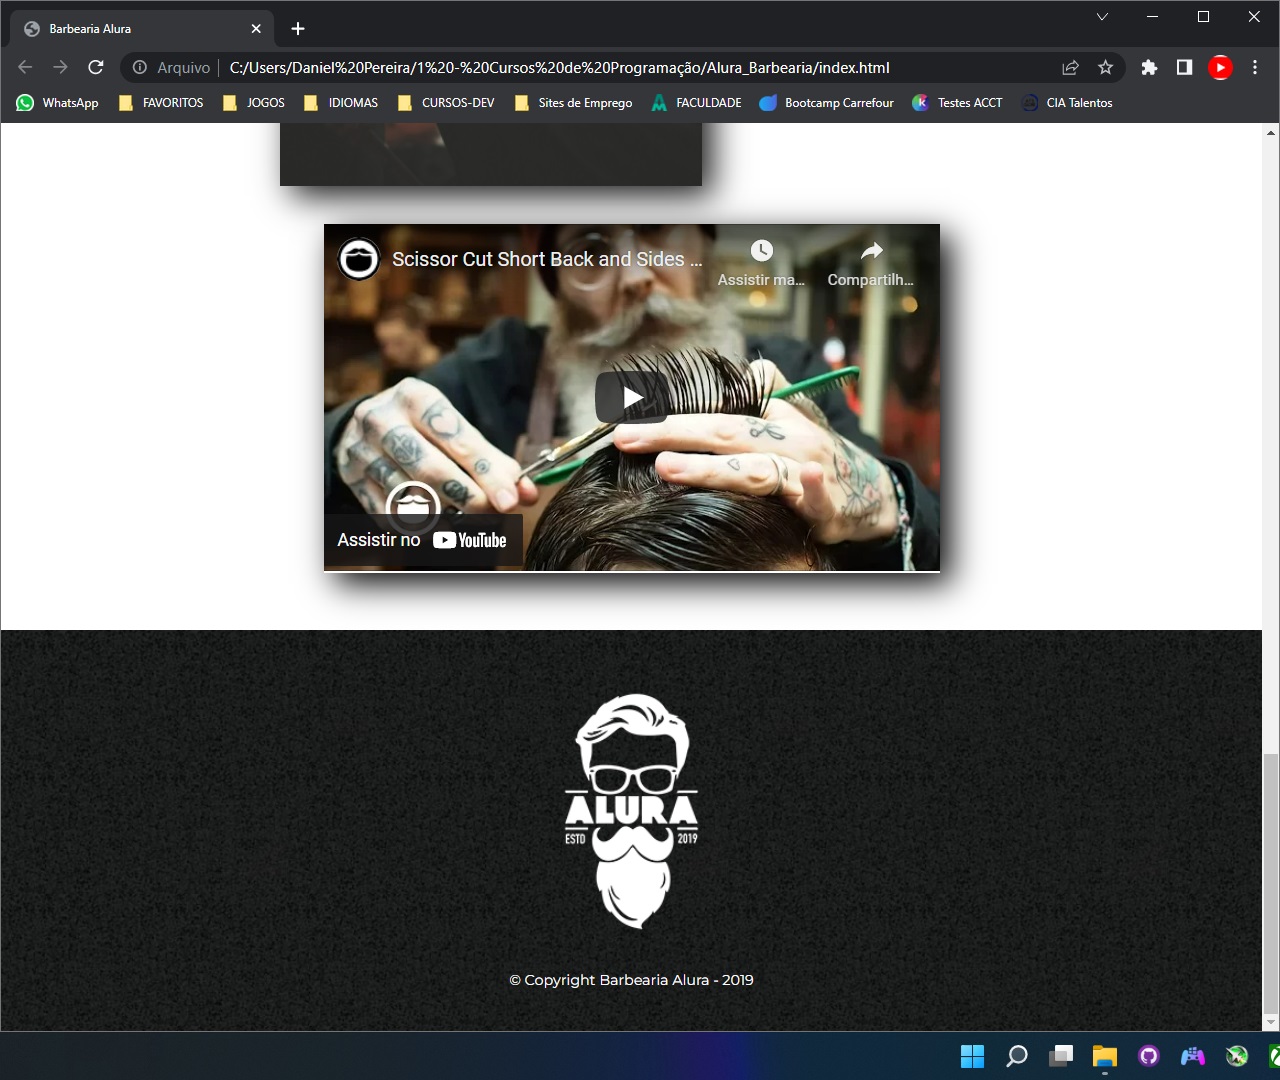 Barbearia Alura
Arquivo C:/Users/Daniel%20Pereira/1%20-%20Cursos%20de%20Programação/Alura_Barbearia/index.html
WhatsApp FAVORITOS JOGOS IDIOMAS CURSOS-DEV Sites de Emprego FACULDADE Bootcamp Carrefour Testes ACCT CIA Talentos
Scissor Cut Short Back and Sides ...
Assistir ma... Compartilh...
Assistir no YouTube
ALURA
ESTD 2019
© Copyright Barbearia Alura - 2019